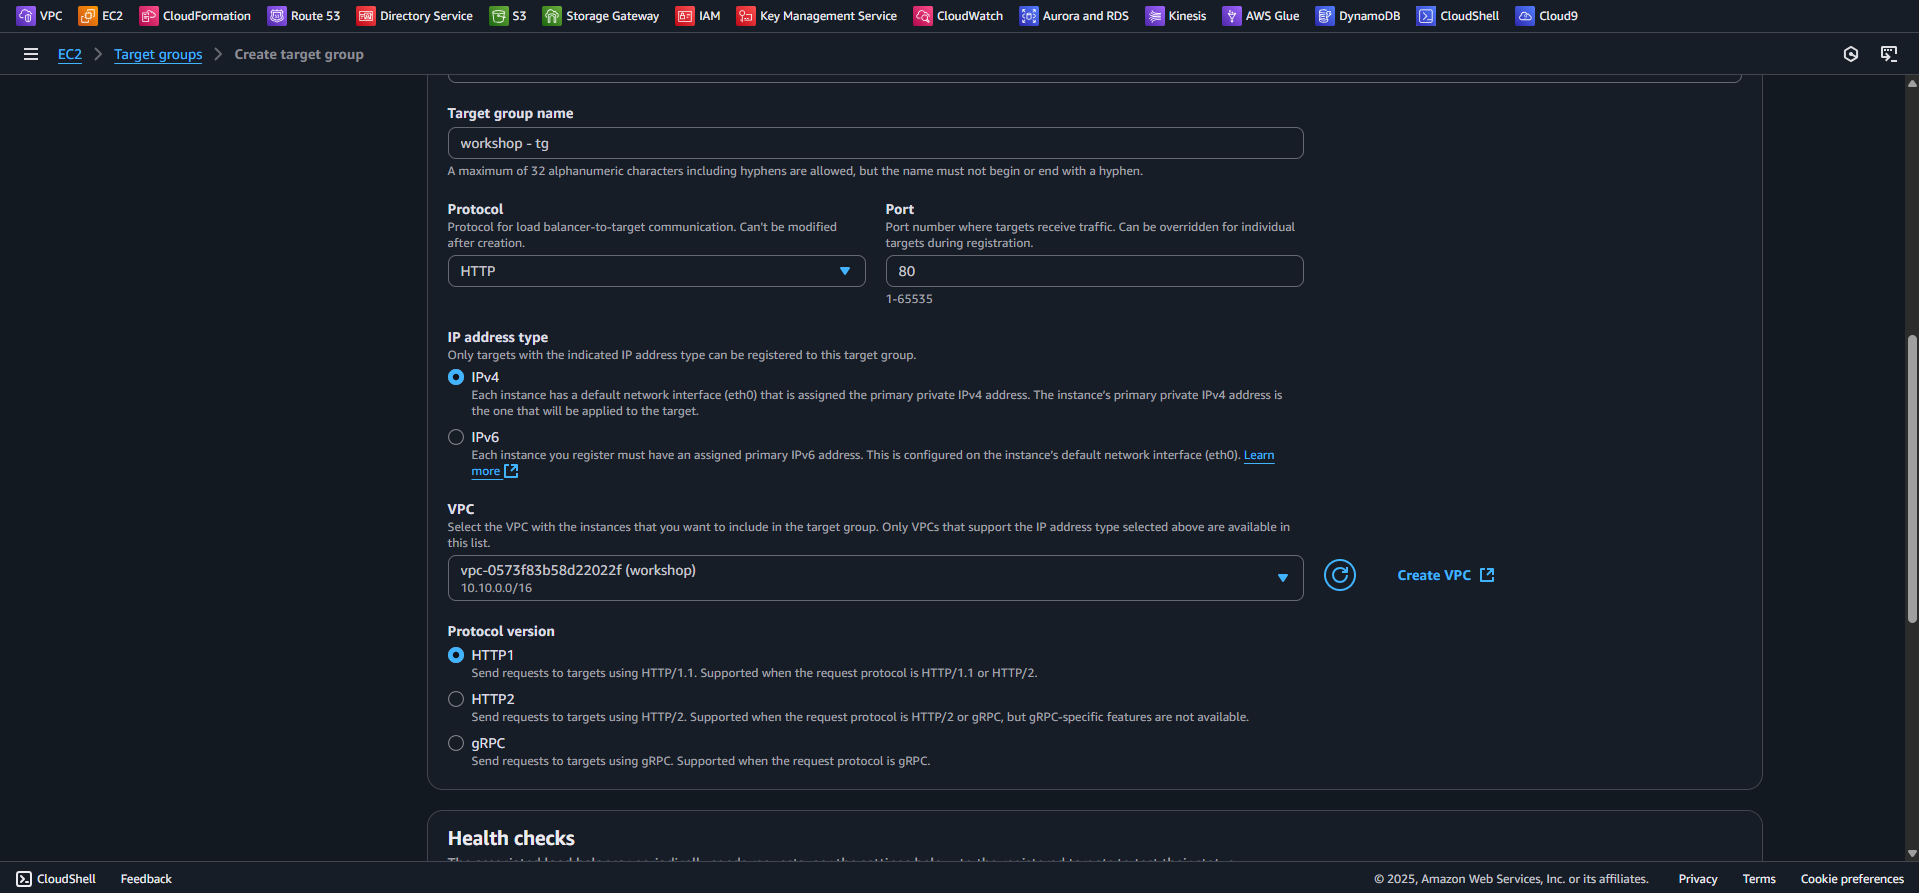 VPC EC2 CloudFormation Route 53 Directory Service S3 Storage Gateway IAM Key Management Service CloudWatch Aurora and RDS Kinesis AWS Glue DynamoDB CloudShell Cloud9
EC2 Target groups Create target group
Target group name
workshop - tg
A maximum of 32 alphanumeric characters including hyphens are allowed, but the name must not begin or end with a hyphen.
Protocol
Protocol for load balancer-to-target communication. Can't be modified
after creation.
HTTP
Port
Port number where targets receive traffic. Can be overridden for individual
targets during registration.
80
1-65535
IP address type
Only targets with the indicated IP address type can be registered to this target group.
IPv4
Each instance has a default network interface (eth0) that is assigned the primary private IPv4 address. The instance's primary private IPv4 address is
the one that will be applied to the target.
IPv6
Each instance you register must have an assigned primary IPv6 address. This is configured on the instance's default network interface (eth0). Learn
more
VPC
Select the VPC with the instances that you want to include in the target group. Only VPCs that support the IP address type selected above are available in
this list.
vpc-0573f83b58d22022f (workshop)
10.10.0.0/16
Create VPC
Protocol version
HTTP1
Send requests to targets using HTTP/1.1. Supported when the request protocol is HTTP/1.1 or HTTP/2.
HTTP2
Send requests to targets using HTTP/2. Supported when the request protocol is HTTP/2 or gRPC, but gRPC-specific features are not available.
gRPC
Send requests to targets using gRPC. Supported when the request protocol is gRPC.
Health checks
CloudShell Feedback © 2025, Amazon Web Services, Inc. or its affiliates. Privacy Terms Cookie preferences